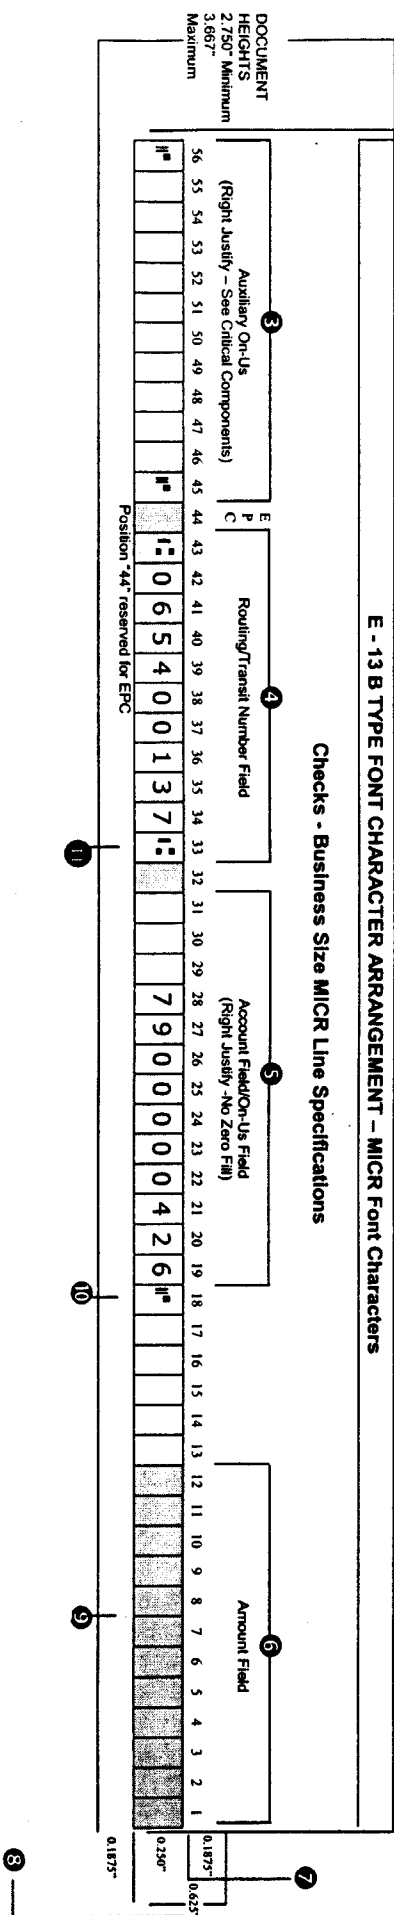 E - 13 B TYPE FONT CHARACTER ARRANGEMENT – MICR Font Characters
Checks - Business Size MICR Line Specifications
DOCUMENT
HEIGHTS
2.750" Minimum
3.667"
Maximum
3
Auxiliary On-Us
(Right Justify – See Critical Components)
E
P
C
4
Routing/Transit Number Field
5
Account Field/On-Us Field
(Right Justify -No Zero Fill)
6
Amount Field
7
56 55 54 53 52 51 50 49 48 47 46 45 44 43 42 41 40 39 38 37 36 35 34 33 32 31 30 29 28 27 26 25 24 23 22 21 20 19 18 17 16 15 14 13 12 11 10 9 8 7 6 5 4 3 2 1
⑈ ⑈ ⑆ 0 6 5 4 0 0 1 3 7 ⑆ 7 9 0 0 0 0 0 4 2 6 ⑈
0.1875"
0.625"
0.250"
0.1875"
Position "44" reserved for EPC
11
10
9
8